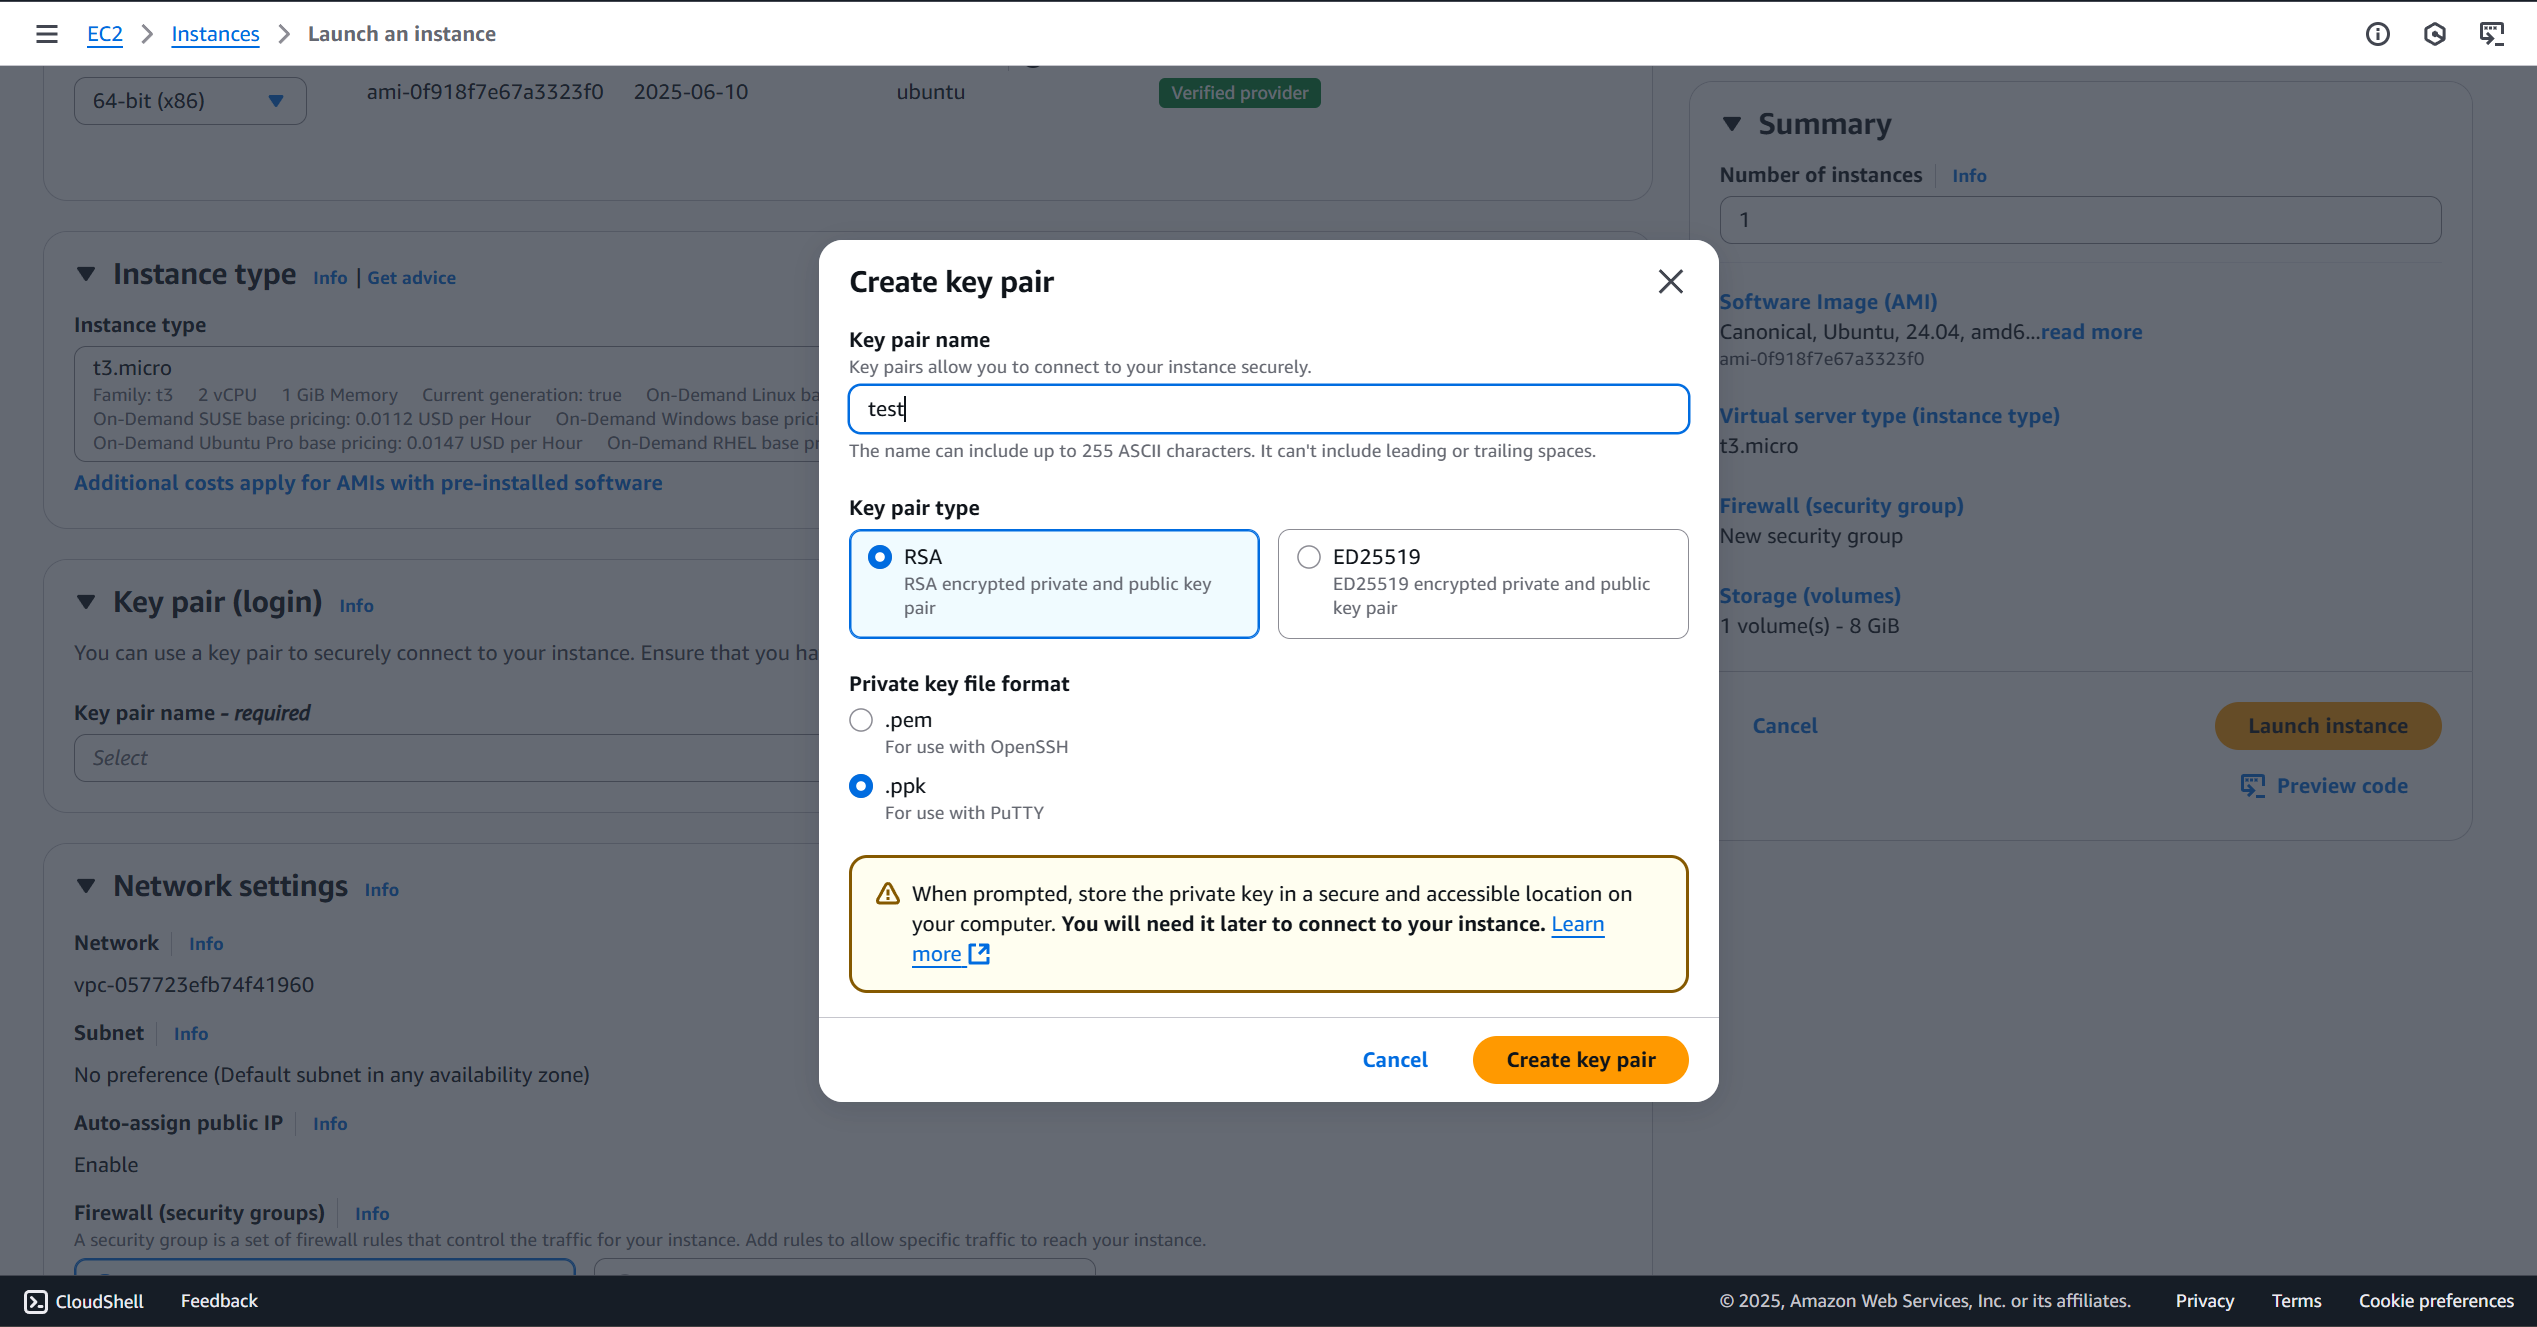 EC2 > Instances > Launch an instance
64-bit (x86)
ami-0f918f7e67a3323f0
2025-06-10
ubuntu
Verified provider
Instance type Info | Get advice
Instance type
t3.micro
Family: t3 2 vCPU 1 GiB Memory Current generation: true On-Demand Linux ba
On-Demand SUSE base pricing: 0.0112 USD per Hour On-Demand Windows base prici
On-Demand Ubuntu Pro base pricing: 0.0147 USD per Hour On-Demand RHEL base pr
Additional costs apply for AMIs with pre-installed software
Key pair (login) Info
You can use a key pair to securely connect to your instance. Ensure that you ha
Key pair name - required
Select
Network settings Info
Network Info
vpc-057723efb74f41960
Subnet Info
No preference (Default subnet in any availability zone)
Auto-assign public IP Info
Enable
Firewall (security groups) Info
A security group is a set of firewall rules that control the traffic for your instance. Add rules to allow specific traffic to reach your instance.
Create key pair
Key pair name
Key pairs allow you to connect to your instance securely.
test
The name can include up to 255 ASCII characters. It can't include leading or trailing spaces.
Key pair type
RSA
RSA encrypted private and public key
pair
ED25519
ED25519 encrypted private and public
key pair
Private key file format
.pem
For use with OpenSSH
.ppk
For use with PuTTY
When prompted, store the private key in a secure and accessible location on
your computer. You will need it later to connect to your instance. Learn
more
Cancel
Create key pair
Summary
Number of instances Info
1
Software Image (AMI)
Canonical, Ubuntu, 24.04, amd6...read more
ami-0f918f7e67a3323f0
Virtual server type (instance type)
t3.micro
Firewall (security group)
New security group
Storage (volumes)
1 volume(s) - 8 GiB
Cancel
Launch instance
Preview code
CloudShell Feedback
© 2025, Amazon Web Services, Inc. or its affiliates. Privacy Terms Cookie preferences